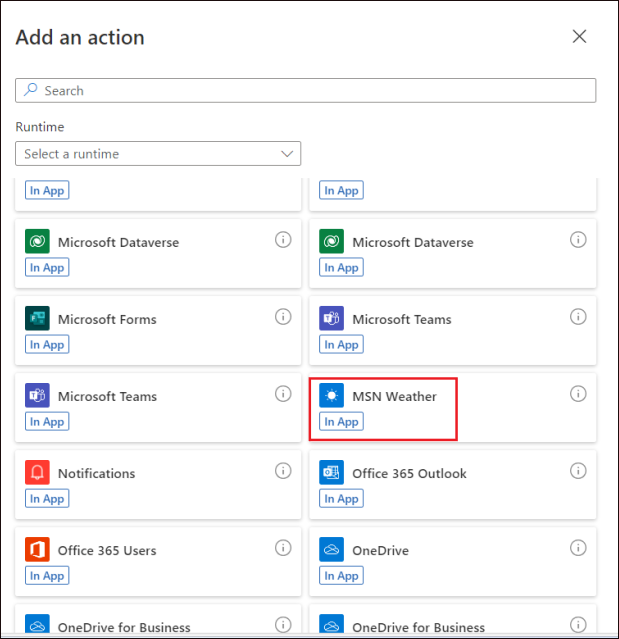 Add an action
Search
Runtime
Select a runtime
In App
In App
Microsoft Dataverse
In App
Microsoft Dataverse
In App
Microsoft Forms
In App
Microsoft Teams
In App
Microsoft Teams
In App
MSN Weather
In App
Notifications
In App
Office 365 Outlook
In App
Office 365 Users
In App
OneDrive
In App
OneDrive for Business
OneDrive for Business